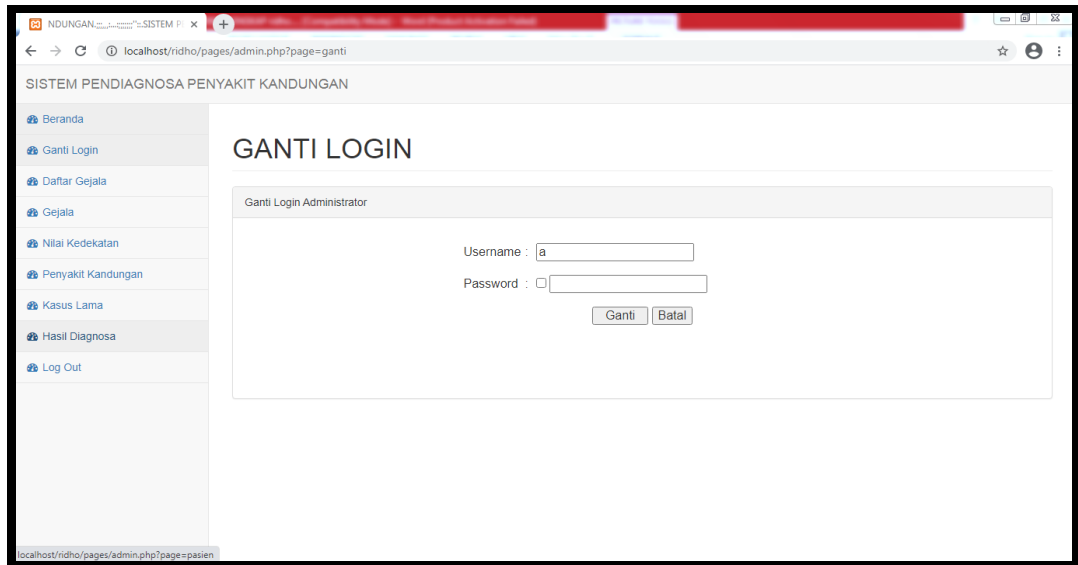 NDUNGAN.:::....:....:::::::"::.SISTEM P
localhost/ridho/pages/admin.php?page=ganti
SISTEM PENDIAGNOSA PENYAKIT KANDUNGAN
Beranda
Ganti Login
Daftar Gejala
Gejala
Nilai Kedekatan
Penyakit Kandungan
Kasus Lama
Hasil Diagnosa
Log Out
GANTI LOGIN
Ganti Login Administrator
Username : a
Password :
Ganti Batal
localhost/ridho/pages/admin.php?page=pasien